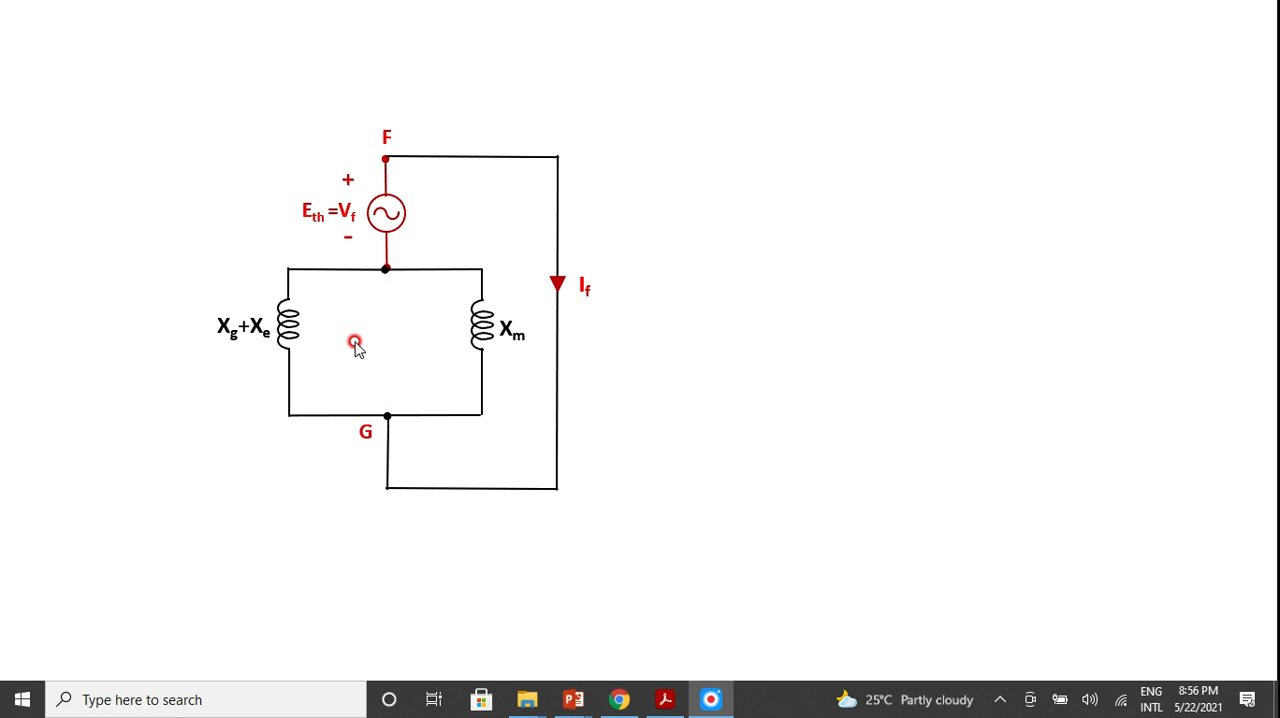 F
+
Eth =Vf
-
If
Xg+Xe
Xm
G
Type here to search
25°C Partly cloudy
ENG
INTL
8:56 PM
5/22/2021